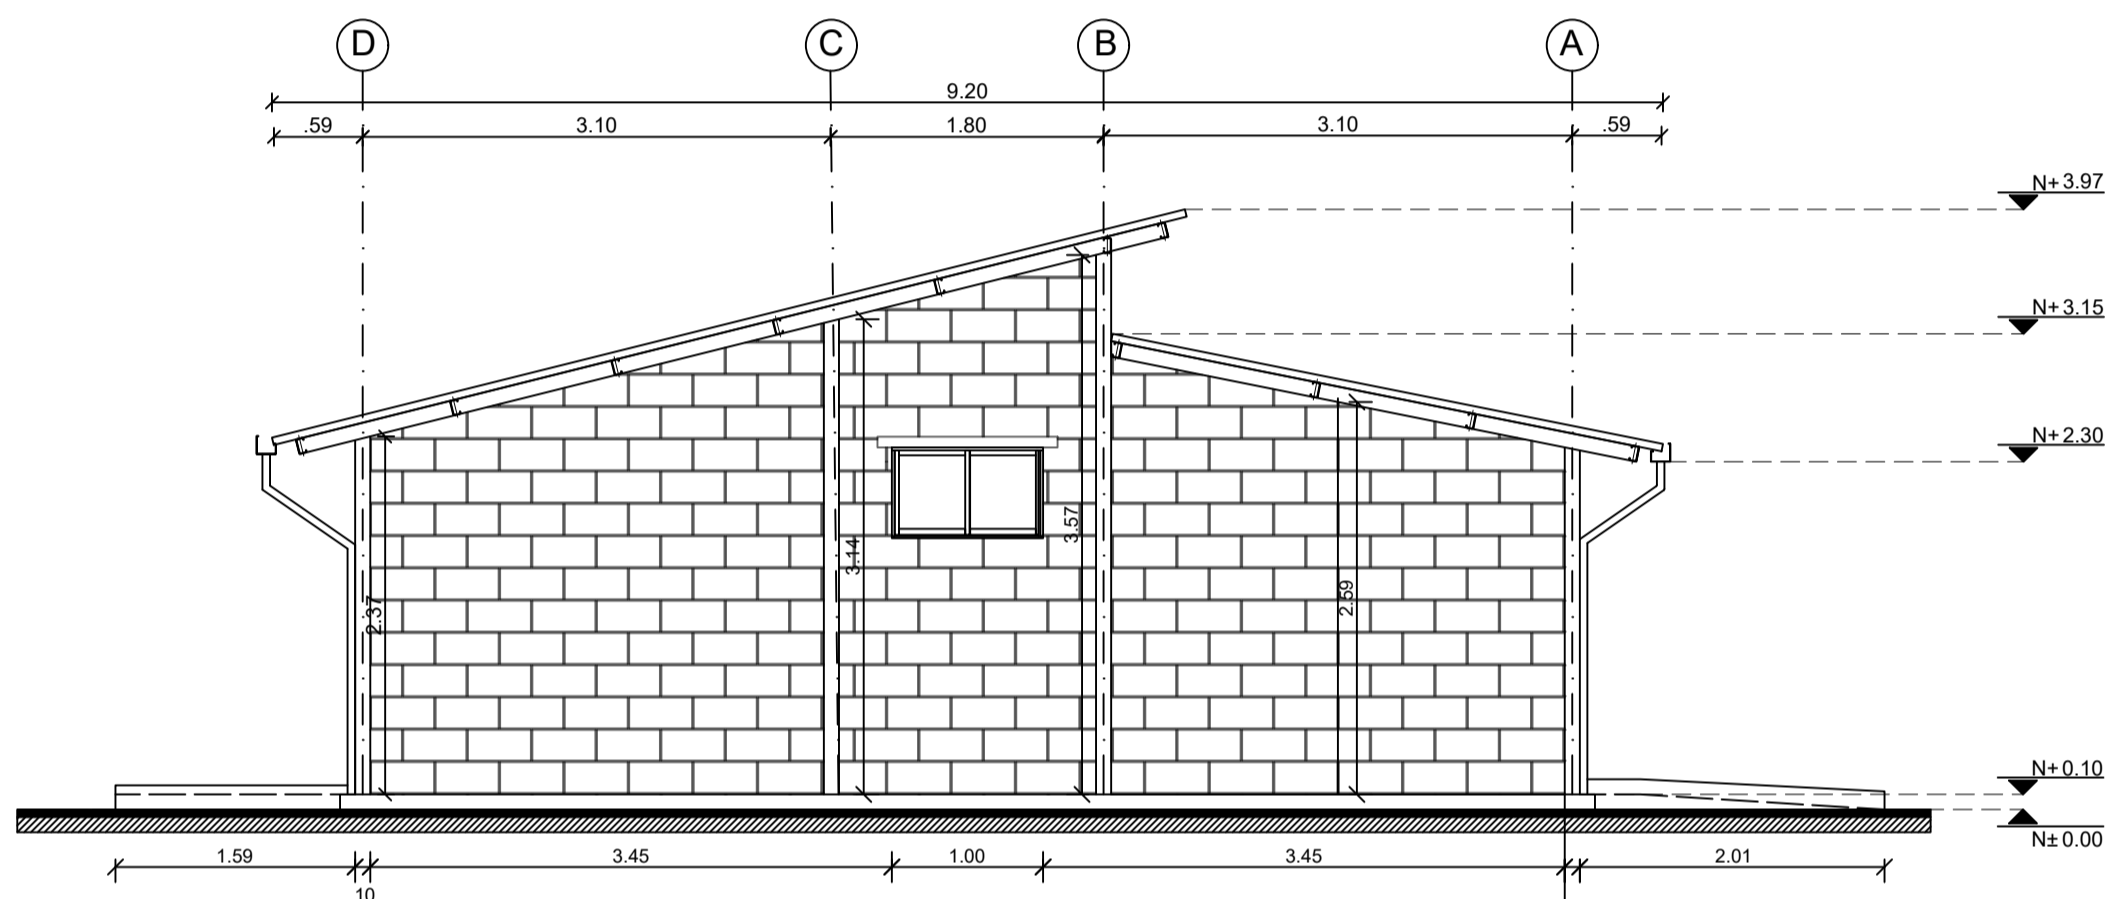 D C B A
9.20
.59 3.10 1.80 3.10 .59
N+3.97
N+3.15
N+2.30
3.57
3.14
2.59
2.37
N+0.10
N±0.00
1.59 3.45 1.00 3.45 2.01
10